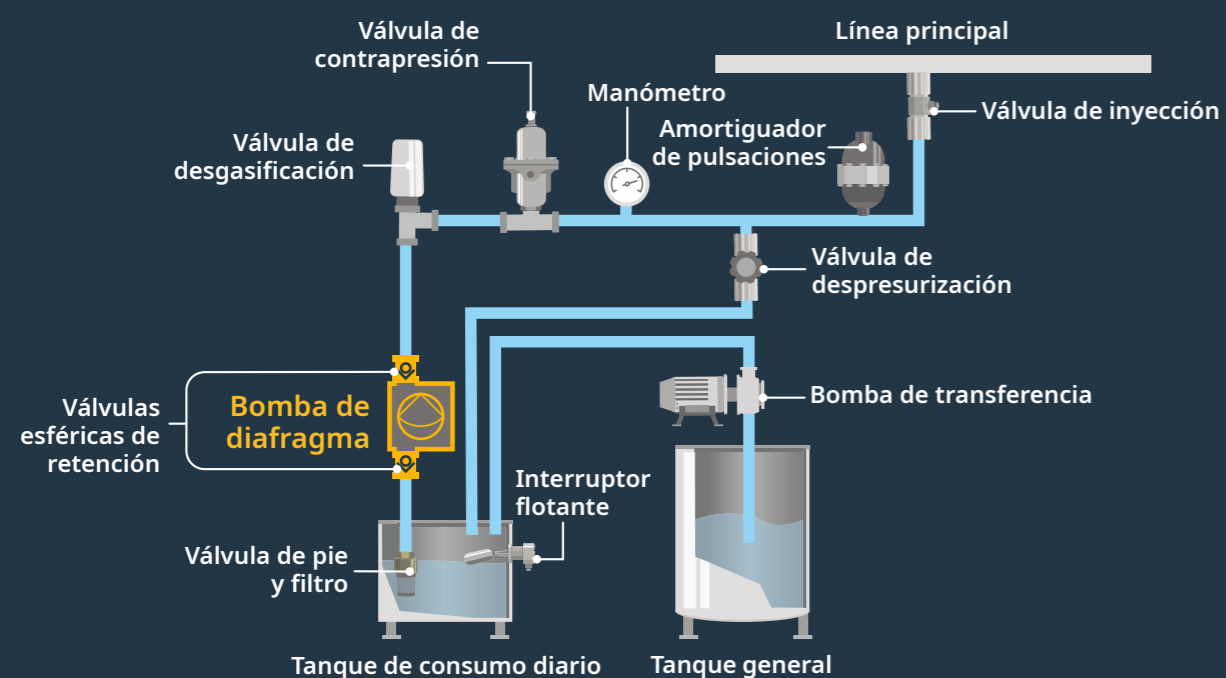 Válvula de
contrapresión
Línea principal
Manómetro
Válvula de inyección
Amortiguador
de pulsaciones
Válvula de
desgasificación
Válvula de
despresurización
Bomba de
diafragma
Bomba de transferencia
Válvulas
esféricas de
retención
Interruptor
flotante
Válvula de pie
y filtro
Tanque de consumo diario
Tanque general